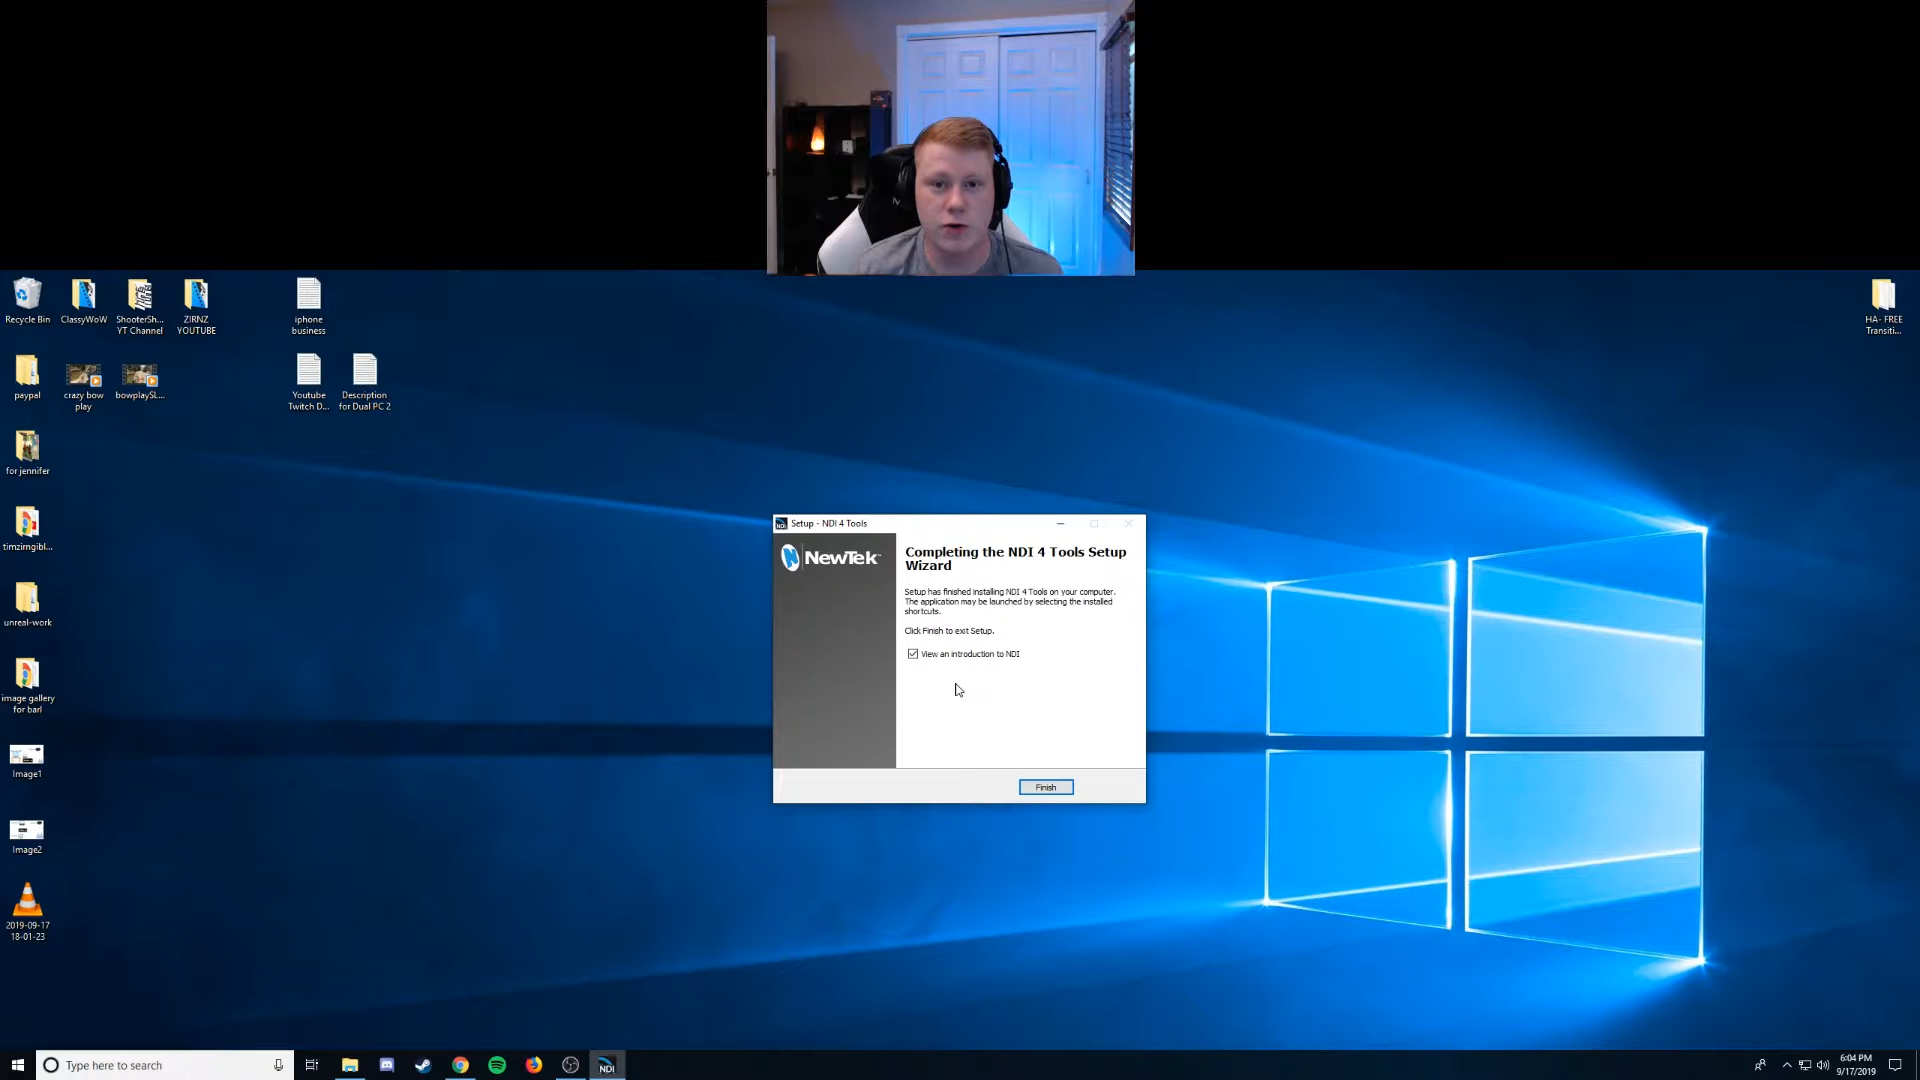 Recycle Bin
ClassyWoW
ShooterSh...
YT Channel
ZIRNZ
YOUTUBE
iphone
business
HA- FREE
Transiti...
paypal
crazy bow
play
bowplaySL...
Youtube
Twitch D...
Description
for Dual PC 2
for jennifer
timzirngibl...
unreal-work
image gallery
for barl
Image1
Image2
2019-09-17
18-01-23
Setup - NDI 4 Tools
NewTek
Completing the NDI 4 Tools Setup
Wizard
Setup has finished installing NDI 4 Tools on your computer.
The application may be launched by selecting the installed
shortcuts.
Click Finish to exit Setup.
View an introduction to NDI
Finish
Type here to search
NDI
6:04 PM
9/17/2019